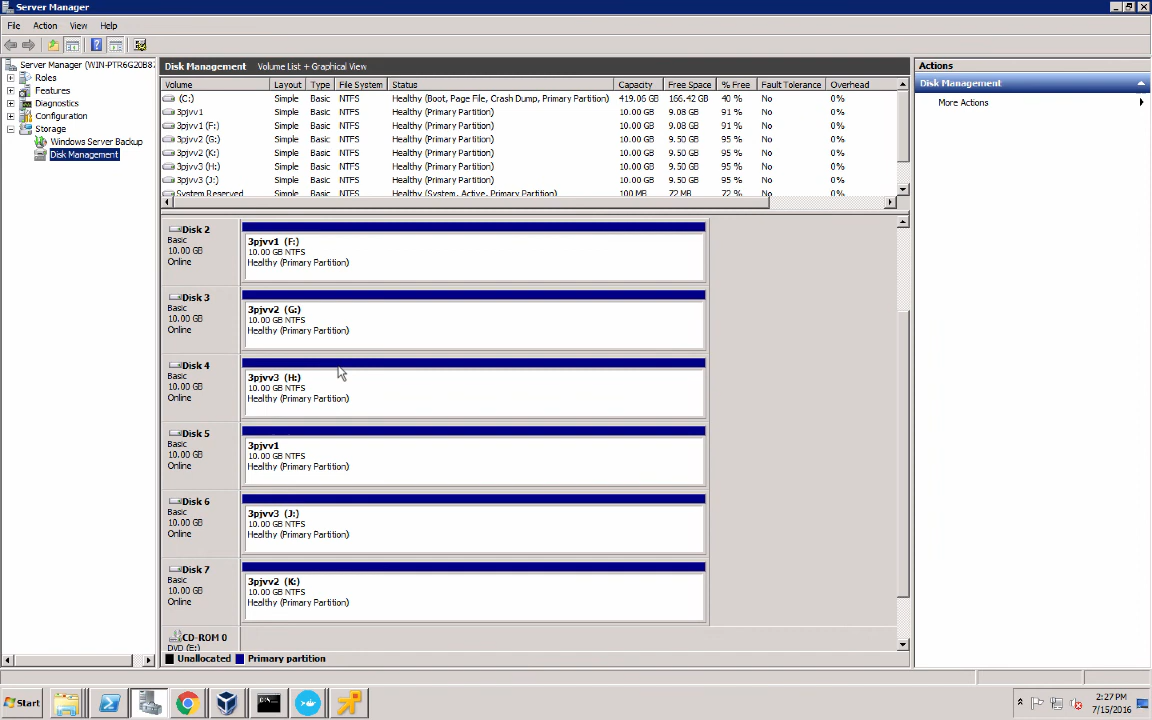 Server Manager
File Action View Help
Server Manager (WIN-PTR6G20B87
Roles
Features
Diagnostics
Configuration
Storage
Windows Server Backup
Disk Management
Disk Management Volume List + Graphical View
Volume Layout Type File System Status Capacity Free Space % Free Fault Tolerance Overhead
(C:) Simple Basic NTFS Healthy (Boot, Page File, Crash Dump, Primary Partition) 419.06 GB 166.42 GB 40 % No 0%
3pjvv1 Simple Basic NTFS Healthy (Primary Partition) 10.00 GB 9.08 GB 91 % No 0%
3pjvv1 (F:) Simple Basic NTFS Healthy (Primary Partition) 10.00 GB 9.08 GB 91 % No 0%
3pjvv2 (G:) Simple Basic NTFS Healthy (Primary Partition) 10.00 GB 9.50 GB 95 % No 0%
3pjvv2 (K:) Simple Basic NTFS Healthy (Primary Partition) 10.00 GB 9.50 GB 95 % No 0%
3pjvv3 (H:) Simple Basic NTFS Healthy (Primary Partition) 10.00 GB 9.50 GB 95 % No 0%
3pjvv3 (J:) Simple Basic NTFS Healthy (Primary Partition) 10.00 GB 9.50 GB 95 % No 0%
System Reserved Simple Basic NTFS Healthy (System, Active, Primary Partition) 100 MB 72 MB 72 % No 0%
Disk 2
Basic
10.00 GB
Online
3pjvv1 (F:)
10.00 GB NTFS
Healthy (Primary Partition)
Disk 3
Basic
10.00 GB
Online
3pjvv2 (G:)
10.00 GB NTFS
Healthy (Primary Partition)
Disk 4
Basic
10.00 GB
Online
3pjvv3 (H:)
10.00 GB NTFS
Healthy (Primary Partition)
Disk 5
Basic
10.00 GB
Online
3pjvv1
10.00 GB NTFS
Healthy (Primary Partition)
Disk 6
Basic
10.00 GB
Online
3pjvv3 (J:)
10.00 GB NTFS
Healthy (Primary Partition)
Disk 7
Basic
10.00 GB
Online
3pjvv2 (K:)
10.00 GB NTFS
Healthy (Primary Partition)
CD-ROM 0
DVD (E:)
Unallocated Primary partition
Actions
Disk Management
More Actions
Start
2:27 PM
7/15/2016